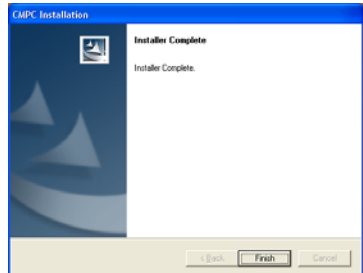 CMPC Installation
Installer Complete
Installer Complete.
< Back
Finish
Cancel